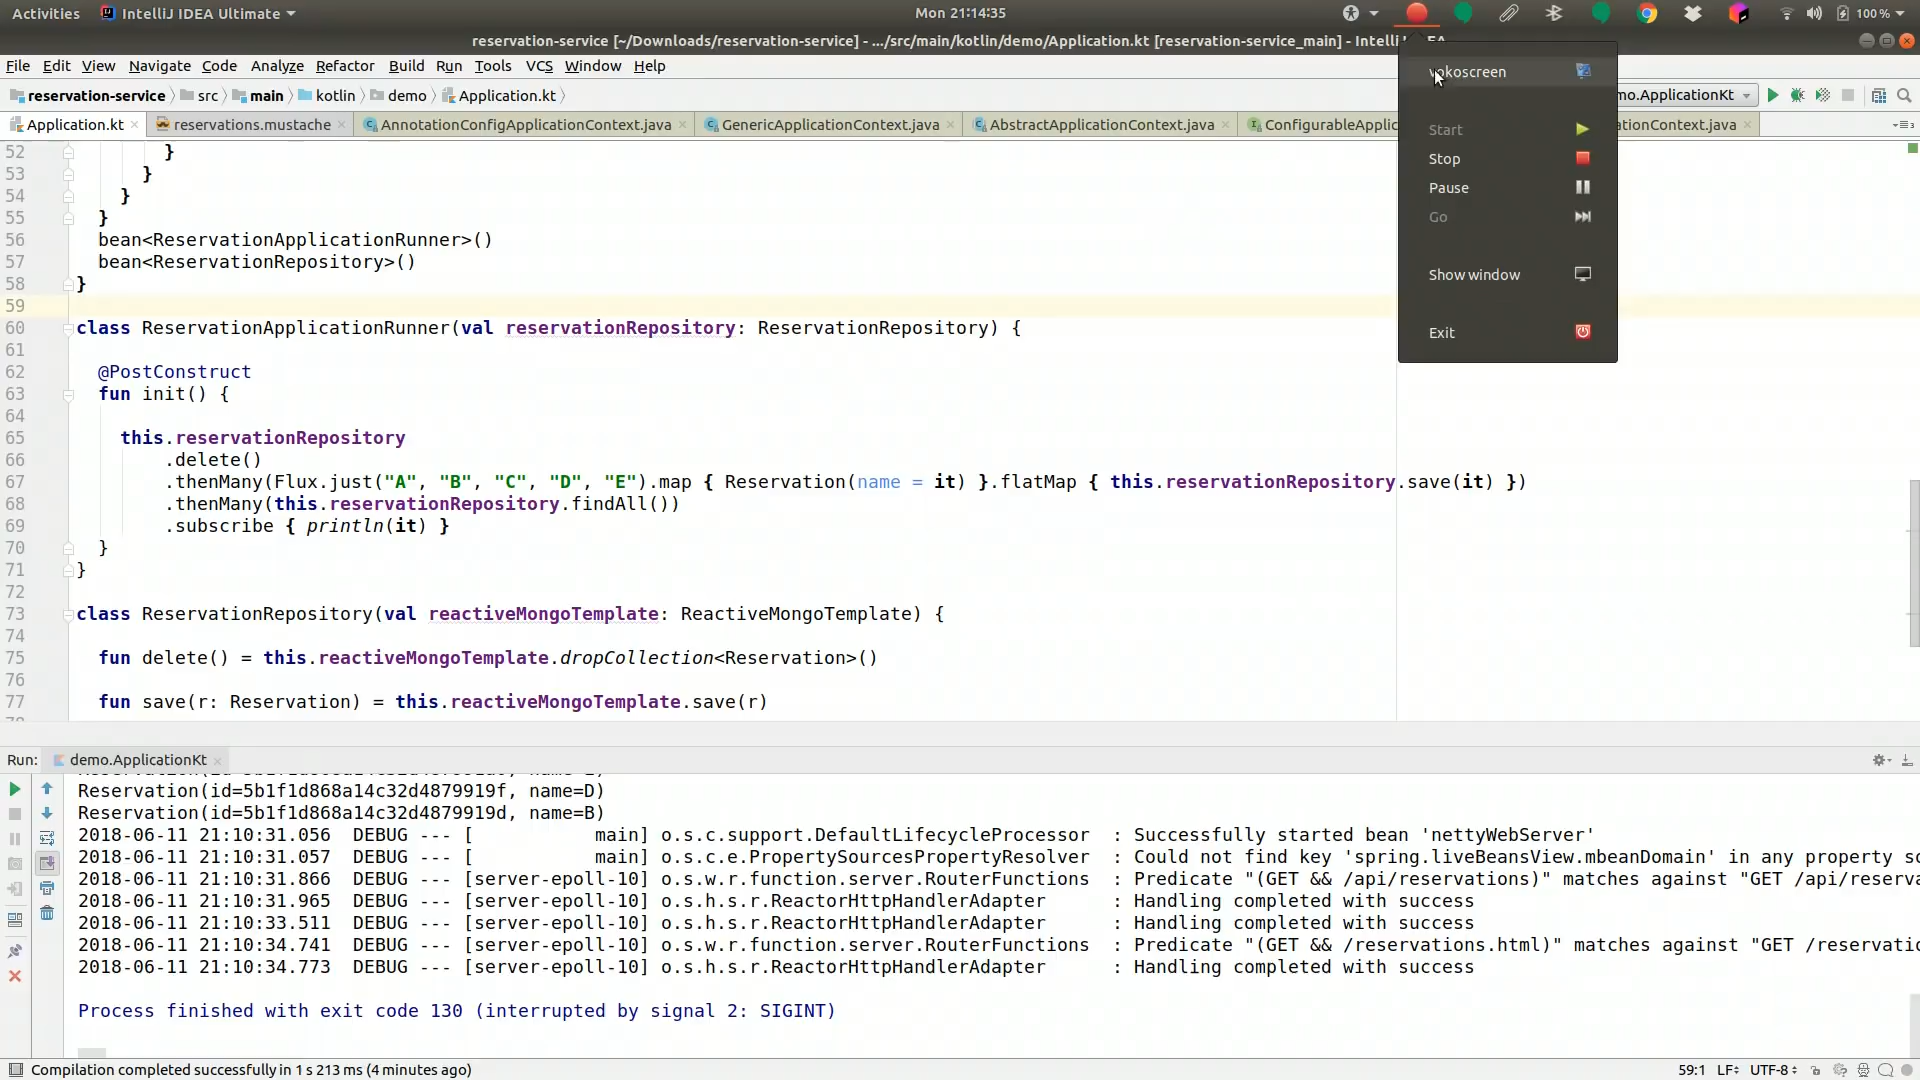 Activities IntelliJ IDEA Ultimate Mon 21:14:35 100 %
reservation-service [~/Downloads/reservation-service] - .../src/main/kotlin/demo/Application.kt [reservation-service_main] - Intelli EA
File Edit View Navigate Code Analyze Refactor Build Run Tools VCS Window Help
reservation-service src main kotlin demo Application.kt mo.ApplicationKt
Application.kt reservations.mustache AnnotationConfigApplicationContext.java GenericApplicationContext.java AbstractApplicationContext.java ConfigurableApplic ationContext.java
vokoscreen
Start
Stop
Pause
Go
Show window
Exit
52 }
53 }
54 }
55 }
56 bean<ReservationApplicationRunner>()
57 bean<ReservationRepository>()
58 }
59
60 class ReservationApplicationRunner(val reservationRepository: ReservationRepository) {
61
62 @PostConstruct
63 fun init() {
64
65 this.reservationRepository
66 .delete()
67 .thenMany(Flux.just("A", "B", "C", "D", "E").map { Reservation(name = it) }.flatMap { this.reservationRepository.save(it) })
68 .thenMany(this.reservationRepository.findAll())
69 .subscribe { println(it) }
70 }
71 }
72
73 class ReservationRepository(val reactiveMongoTemplate: ReactiveMongoTemplate) {
74
75 fun delete() = this.reactiveMongoTemplate.dropCollection<Reservation>()
76
77 fun save(r: Reservation) = this.reactiveMongoTemplate.save(r)
Run: demo.ApplicationKt
Reservation(id=5b1f1d868a14c32d4879919f, name=D)
Reservation(id=5b1f1d868a14c32d4879919d, name=B)
2018-06-11 21:10:31.056 DEBUG --- [ main] o.s.c.support.DefaultLifecycleProcessor : Successfully started bean 'nettyWebServer'
2018-06-11 21:10:31.057 DEBUG --- [ main] o.s.c.e.PropertySourcesPropertyResolver : Could not find key 'spring.liveBeansView.mbeanDomain' in any property so
2018-06-11 21:10:31.866 DEBUG --- [server-epoll-10] o.s.w.r.function.server.RouterFunctions : Predicate "(GET && /api/reservations)" matches against "GET /api/reserva
2018-06-11 21:10:31.965 DEBUG --- [server-epoll-10] o.s.h.s.r.ReactorHttpHandlerAdapter : Handling completed with success
2018-06-11 21:10:33.511 DEBUG --- [server-epoll-10] o.s.h.s.r.ReactorHttpHandlerAdapter : Handling completed with success
2018-06-11 21:10:34.741 DEBUG --- [server-epoll-10] o.s.w.r.function.server.RouterFunctions : Predicate "(GET && /reservations.html)" matches against "GET /reservatio
2018-06-11 21:10:34.773 DEBUG --- [server-epoll-10] o.s.h.s.r.ReactorHttpHandlerAdapter : Handling completed with success
Process finished with exit code 130 (interrupted by signal 2: SIGINT)
Compilation completed successfully in 1 s 213 ms (4 minutes ago) 59:1 LF UTF-8